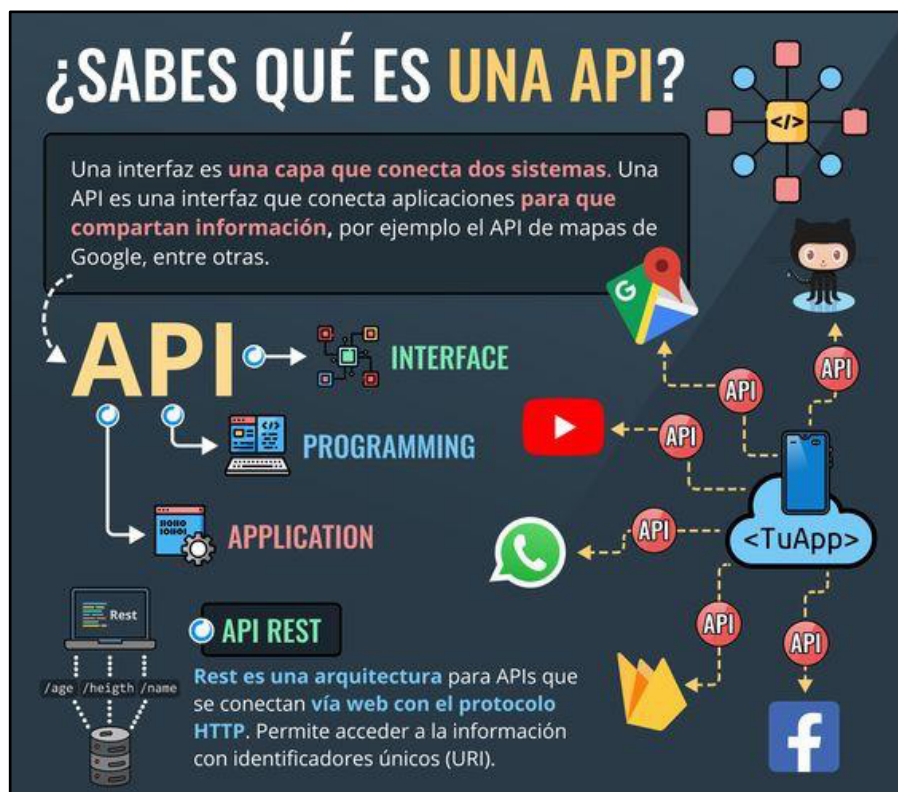 ¿SABES QUÉ ES UNA API?
Una interfaz es una capa que conecta dos sistemas. Una
API es una interfaz que conecta aplicaciones para que
compartan información, por ejemplo el API de mapas de
Google, entre otras.
</>
G
API
INTERFACE
</>
PROGRAMMING
APPLICATION
API
API
API
API
<TuApp>
API
API
Rest
/age /heigth /name
API REST
Rest es una arquitectura para APIs que
se conectan vía web con el protocolo
HTTP. Permite acceder a la información
con identificadores únicos (URI).
f